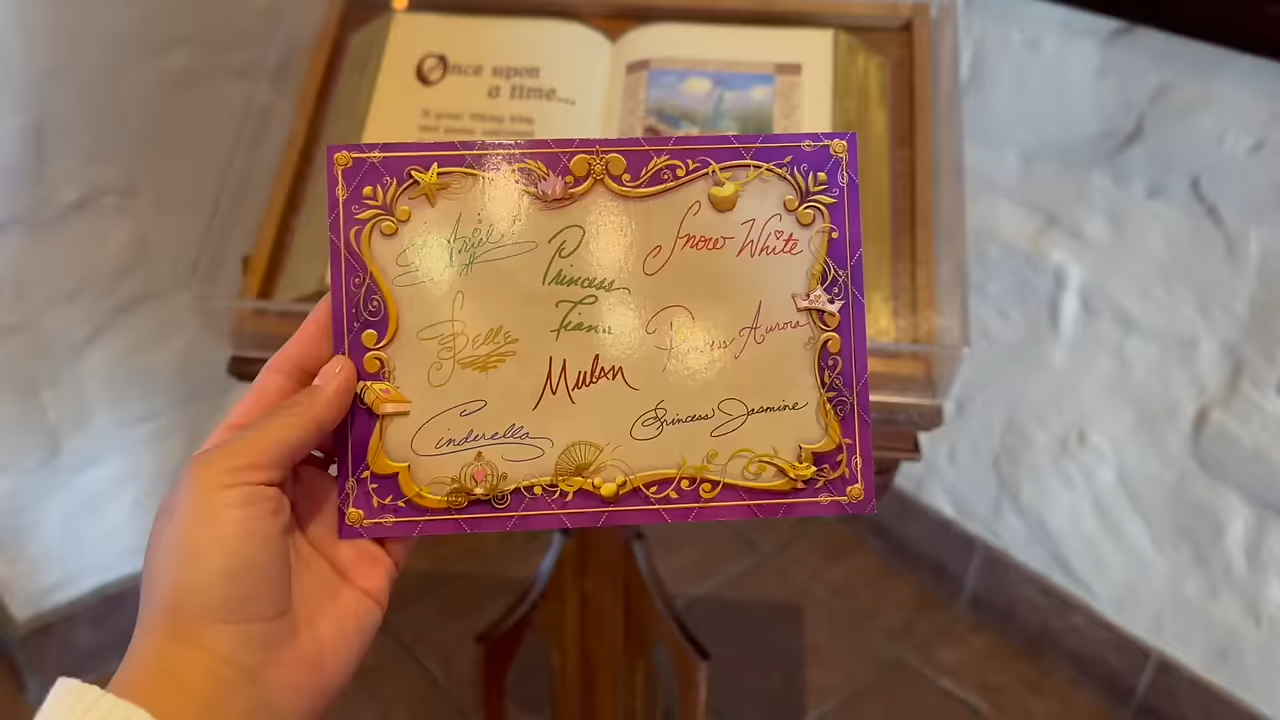 Once upon
a time...
Ariel
Princess
Tiana
Snow White
Belle
Princess Aurora
Mulan
Cinderella
Princess Jasmine